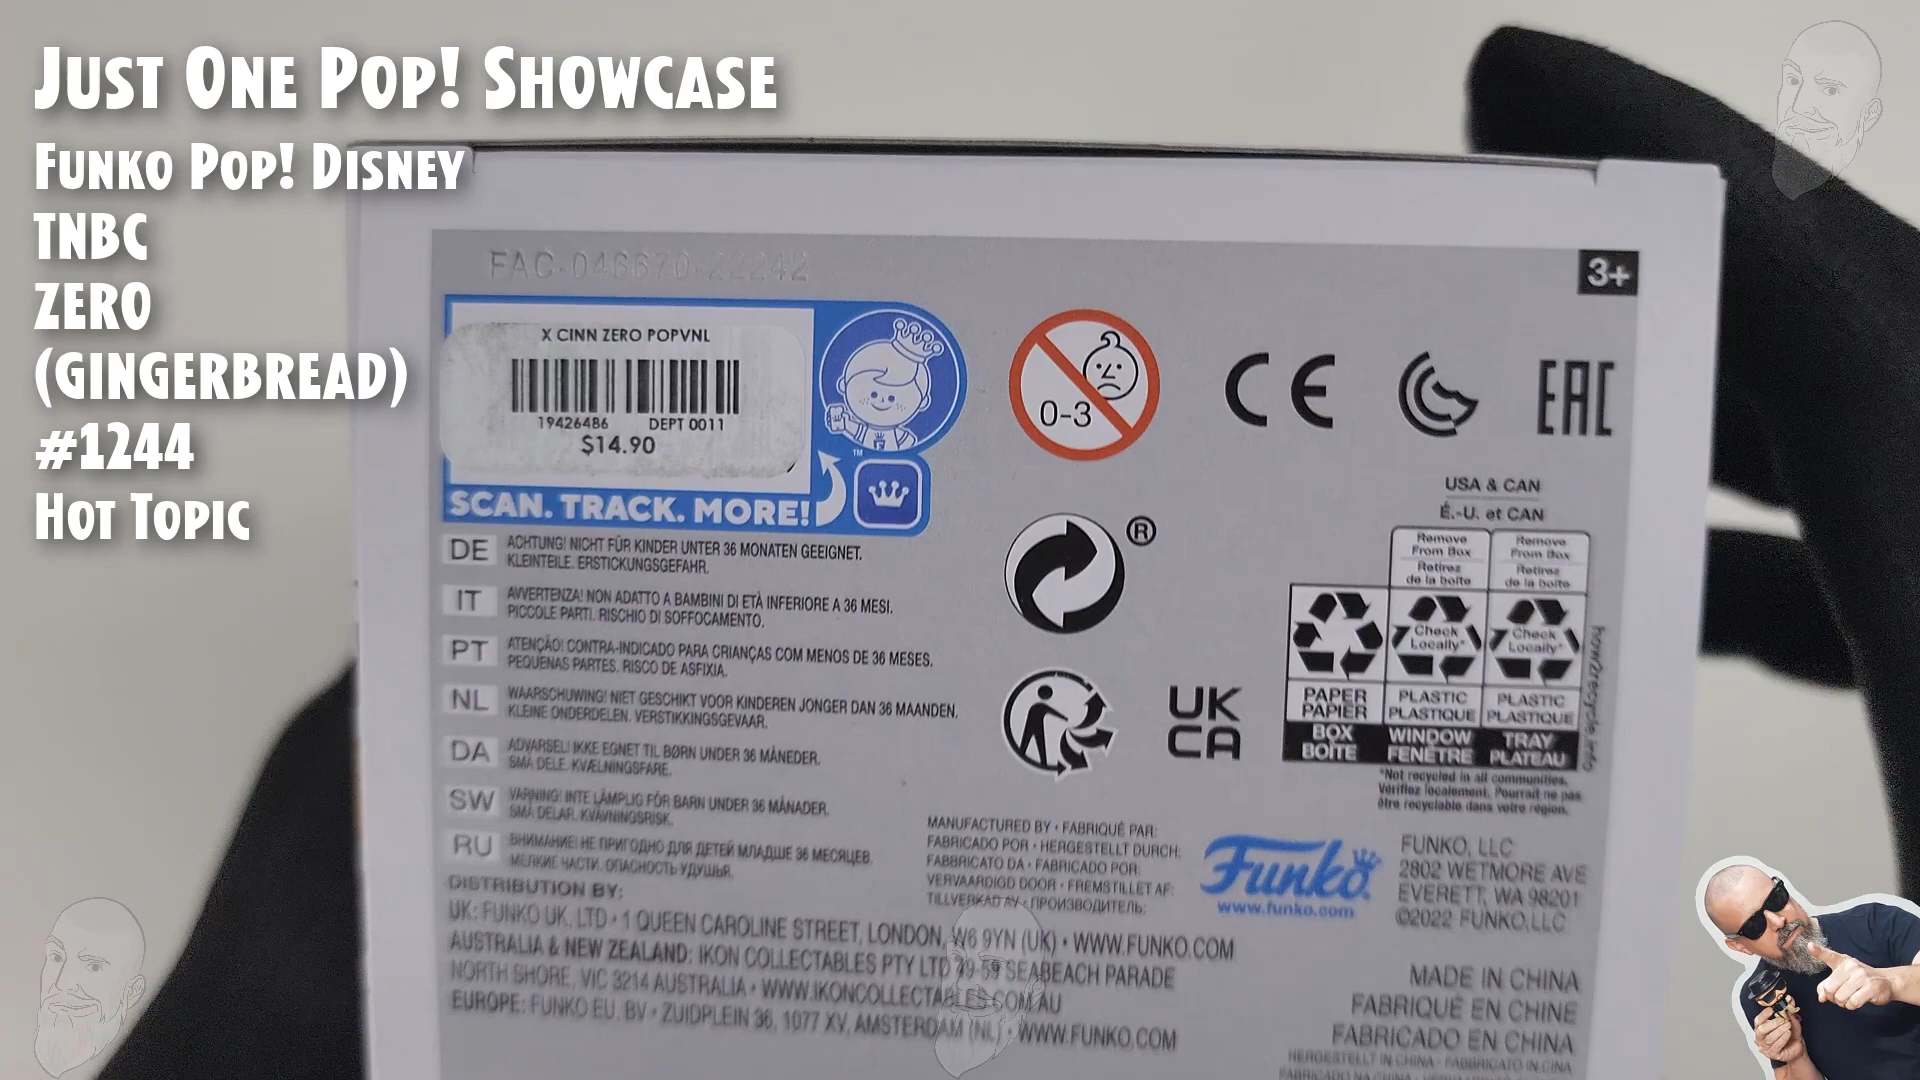 Just One Pop! Showcase
Funko Pop! Disney
TNBC
ZERO
(GINGERBREAD)
#1244
Hot Topic
FAC-046670-22242
3+
X CINN ZERO POPVNL
19426486 DEPT 0011
$14.90
TM
SCAN. TRACK. MORE!
0-3
CE
EAC
®
UK
CA
USA & CAN
É.-U. et CAN
Remove From Box
Retirez de la boîte
Remove From Box
Retirez de la boîte
Check Locally*
Check Locally*
PAPER PAPIER
PLASTIC PLASTIQUE
PLASTIC PLASTIQUE
BOX BOÎTE
WINDOW FENÊTRE
TRAY PLATEAU
how2recycle.info
*Not recycled in all communities.
Vérifiez localement. Pourrait ne pas
être recyclable dans votre région.
DE ACHTUNG! NICHT FÜR KINDER UNTER 36 MONATEN GEEIGNET.
KLEINTEILE. ERSTICKUNGSGEFAHR.
IT AVVERTENZA! NON ADATTO A BAMBINI DI ETÀ INFERIORE A 36 MESI.
PICCOLE PARTI. RISCHIO DI SOFFOCAMENTO.
PT ATENÇÃO! CONTRA-INDICADO PARA CRIANÇAS COM MENOS DE 36 MESES.
PEQUENAS PARTES. RISCO DE ASFIXIA.
NL WAARSCHUWING! NIET GESCHIKT VOOR KINDEREN JONGER DAN 36 MAANDEN.
KLEINE ONDERDELEN. VERSTIKKINGSGEVAAR.
DA ADVARSEL! IKKE EGNET TIL BØRN UNDER 36 MÅNEDER.
SMÅ DELE. KVÆLNINGSFARE.
SW VARNING! INTE LÄMPLIG FÖR BARN UNDER 36 MÅNADER.
SMÅ DELAR. KVÄVNINGSRISK.
RU ВНИМАНИЕ! НЕ ПРИГОДНО ДЛЯ ДЕТЕЙ МЛАДШЕ 36 МЕСЯЦЕВ.
МЕЛКИЕ ЧАСТИ. ОПАСНОСТЬ УДУШЬЯ.
MANUFACTURED BY • FABRIQUÉ PAR:
FABRICADO POR • HERGESTELLT DURCH:
FABBRICATO DA • FABRICADO POR:
VERVAARDIGD DOOR • FREMSTILLET AF:
TILLVERKAD AV • ПРОИЗВОДИТЕЛЬ:
Funko
www.funko.com
FUNKO, LLC
2802 WETMORE AVE
EVERETT, WA 98201
©2022 FUNKO,LLC
DISTRIBUTION BY:
UK: FUNKO UK, LTD • 1 QUEEN CAROLINE STREET, LONDON, W6 9YN (UK) • WWW.FUNKO.COM
AUSTRALIA & NEW ZEALAND: IKON COLLECTABLES PTY LTD 49-59 SEABEACH PARADE
NORTH SHORE, VIC 3214 AUSTRALIA • WWW.IKONCOLLECTABLES.COM.AU
EUROPE: FUNKO EU, BV • ZUIDPLEIN 36, 1077 XV, AMSTERDAM (NL) • WWW.FUNKO.COM
MADE IN CHINA
FABRIQUÉ EN CHINE
FABRICADO EN CHINA
HERGESTELLT IN CHINA • FABBRICATO IN CINA